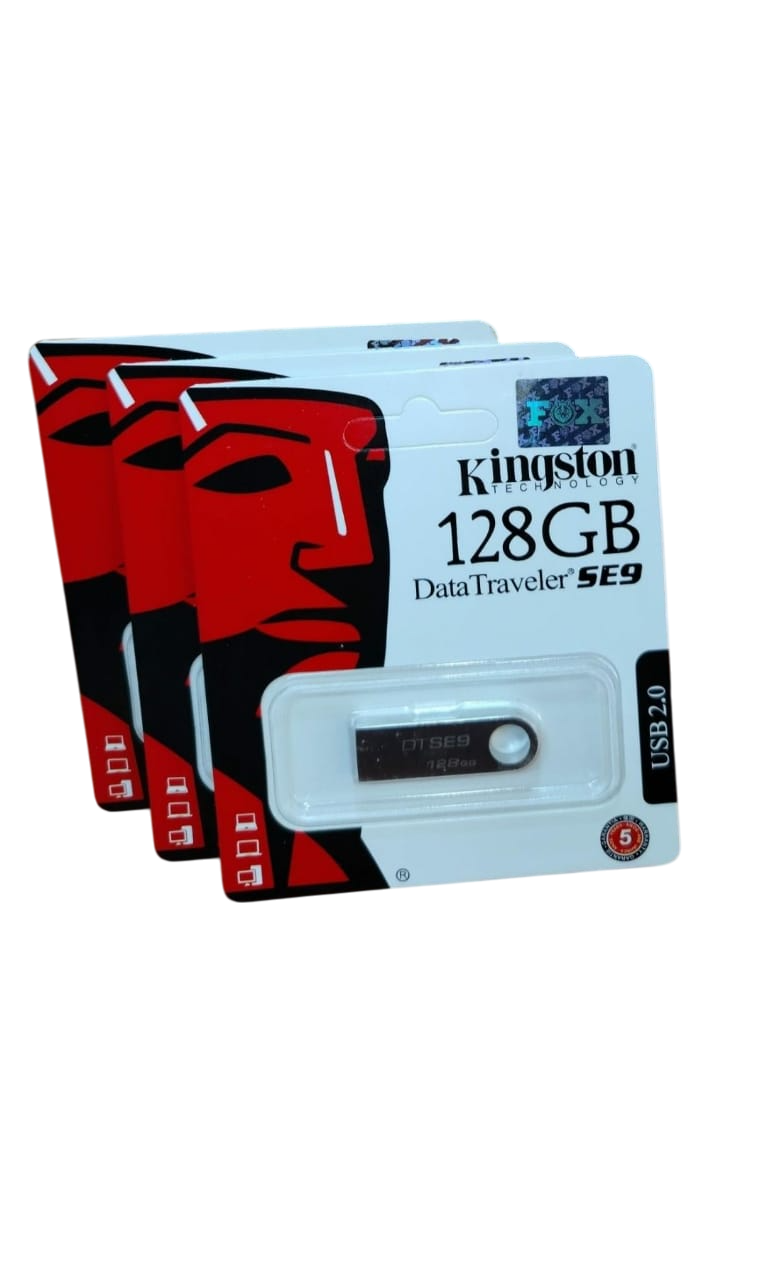 FOX
Kingston®
TECHNOLOGY
128GB
DataTraveler® SE9
USB 2.0
DTSE9
128GB
5
®